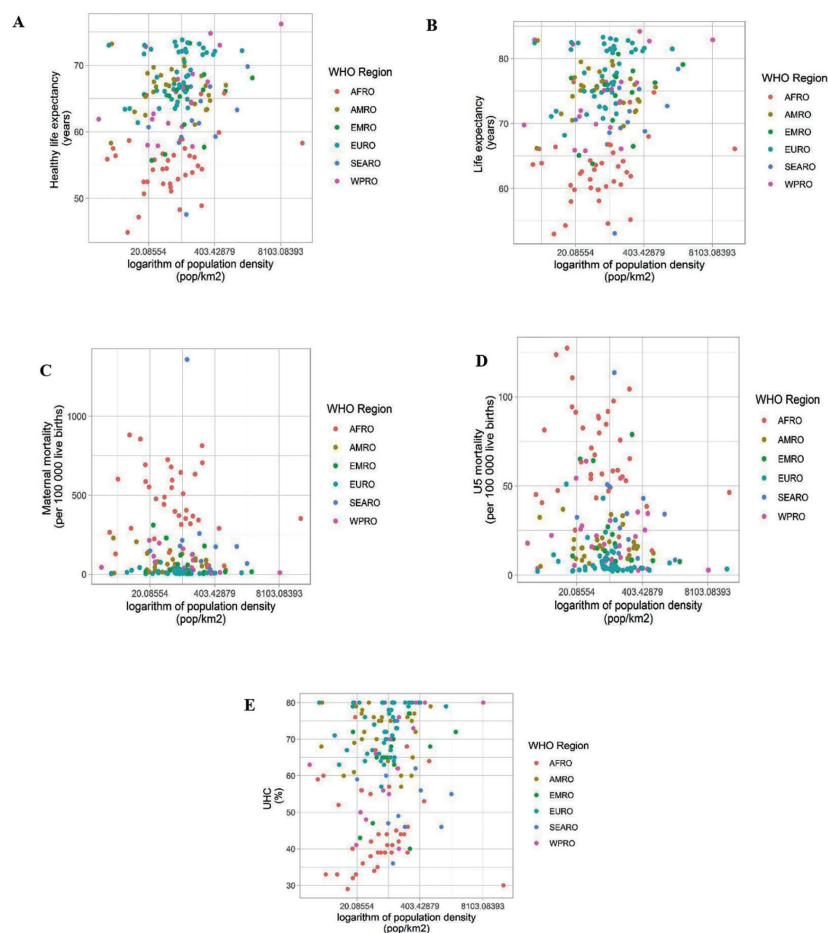 A
Healthy life expectancy
(years)
70
60
50
20.08554 403.42879 8103.08393
logarithm of population density
(pop/km2)
WHO Region
AFRO
AMRO
EMRO
EURO
SEARO
WPRO
B
Life expectancy
(years)
80
70
60
20.08554 403.42879 8103.08393
logarithm of population density
(pop/km2)
WHO Region
AFRO
AMRO
EMRO
EURO
SEARO
WPRO
C
Maternal mortality
(per 100 000 live births)
1000
500
0
20.08554 403.42879 8103.08393
logarithm of population density
(pop/km2)
WHO Region
AFRO
AMRO
EMRO
EURO
SEARO
WPRO
D
U5 mortality
(per 100 000 live births)
100
50
0
20.08554 403.42879 8103.08393
logarithm of population density
(pop/km2)
WHO Region
AFRO
AMRO
EMRO
EURO
SEARO
WPRO
E
UHC
(%)
80
70
60
50
40
30
20.08554 403.42879 8103.08393
logarithm of population density
(pop/km2)
WHO Region
AFRO
AMRO
EMRO
EURO
SEARO
WPRO